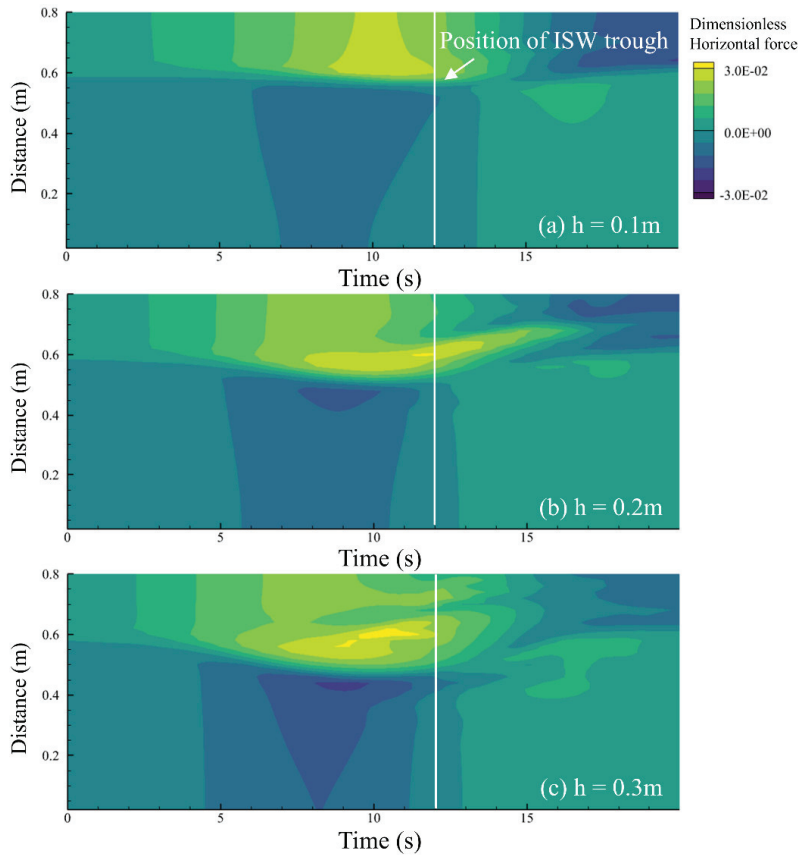 Dimensionless
Horizontal force
3.0E-02
0.0E+00
-3.0E-02
Distance (m)
0.8
0.6
0.4
0.2
Position of ISW trough
(a) h = 0.1m
0 5 10 15
Time (s)
Distance (m)
0.8
0.6
0.4
0.2
(b) h = 0.2m
0 5 10 15
Time (s)
Distance (m)
0.8
0.6
0.4
0.2
(c) h = 0.3m
0 5 10 15
Time (s)